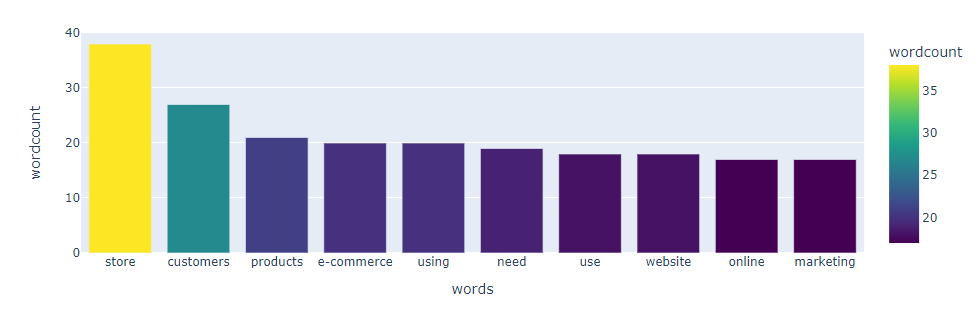 40
30
20
10
0
wordcount
store customers products e-commerce using need use website online marketing
words
wordcount
35
30
25
20